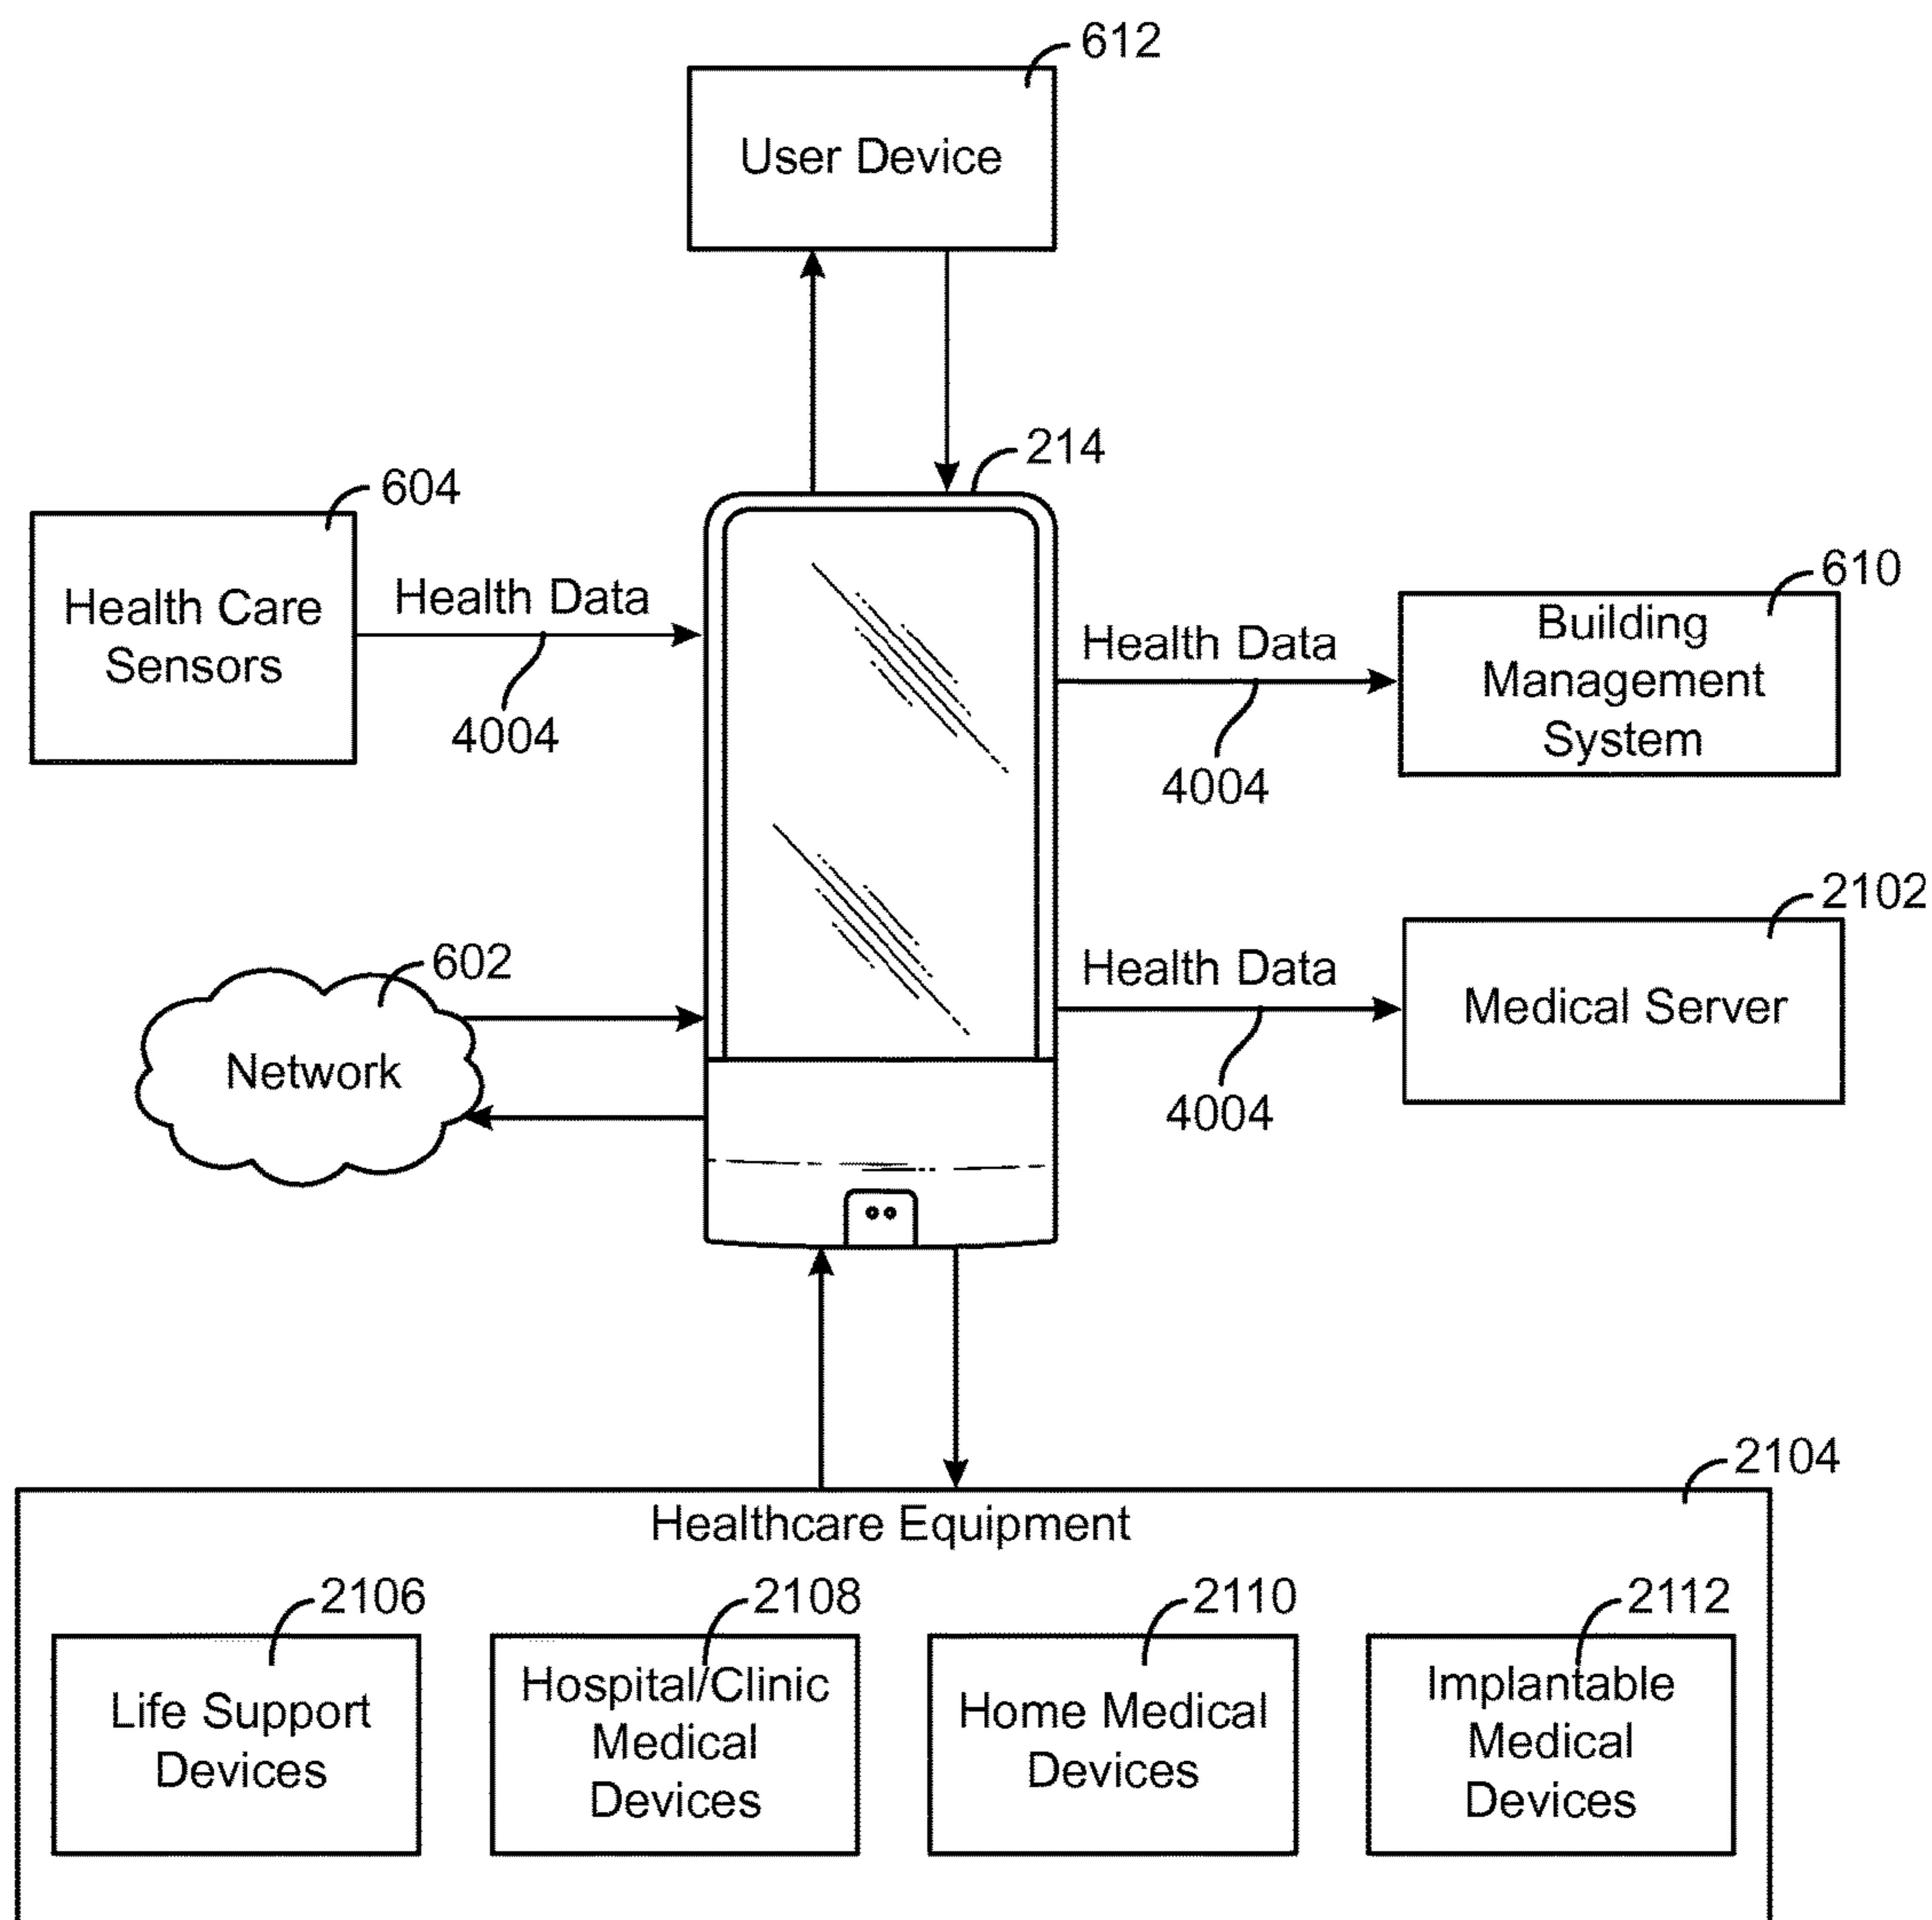 612
User Device
214
604
Health Care
Sensors
Health Data
4004
610
Building
Management
System
Health Data
4004
2102
Medical Server
Health Data
4004
602
Network
2104
Healthcare Equipment
2106
Life Support
Devices
2108
Hospital/Clinic
Medical
Devices
2110
Home Medical
Devices
2112
Implantable
Medical
Devices